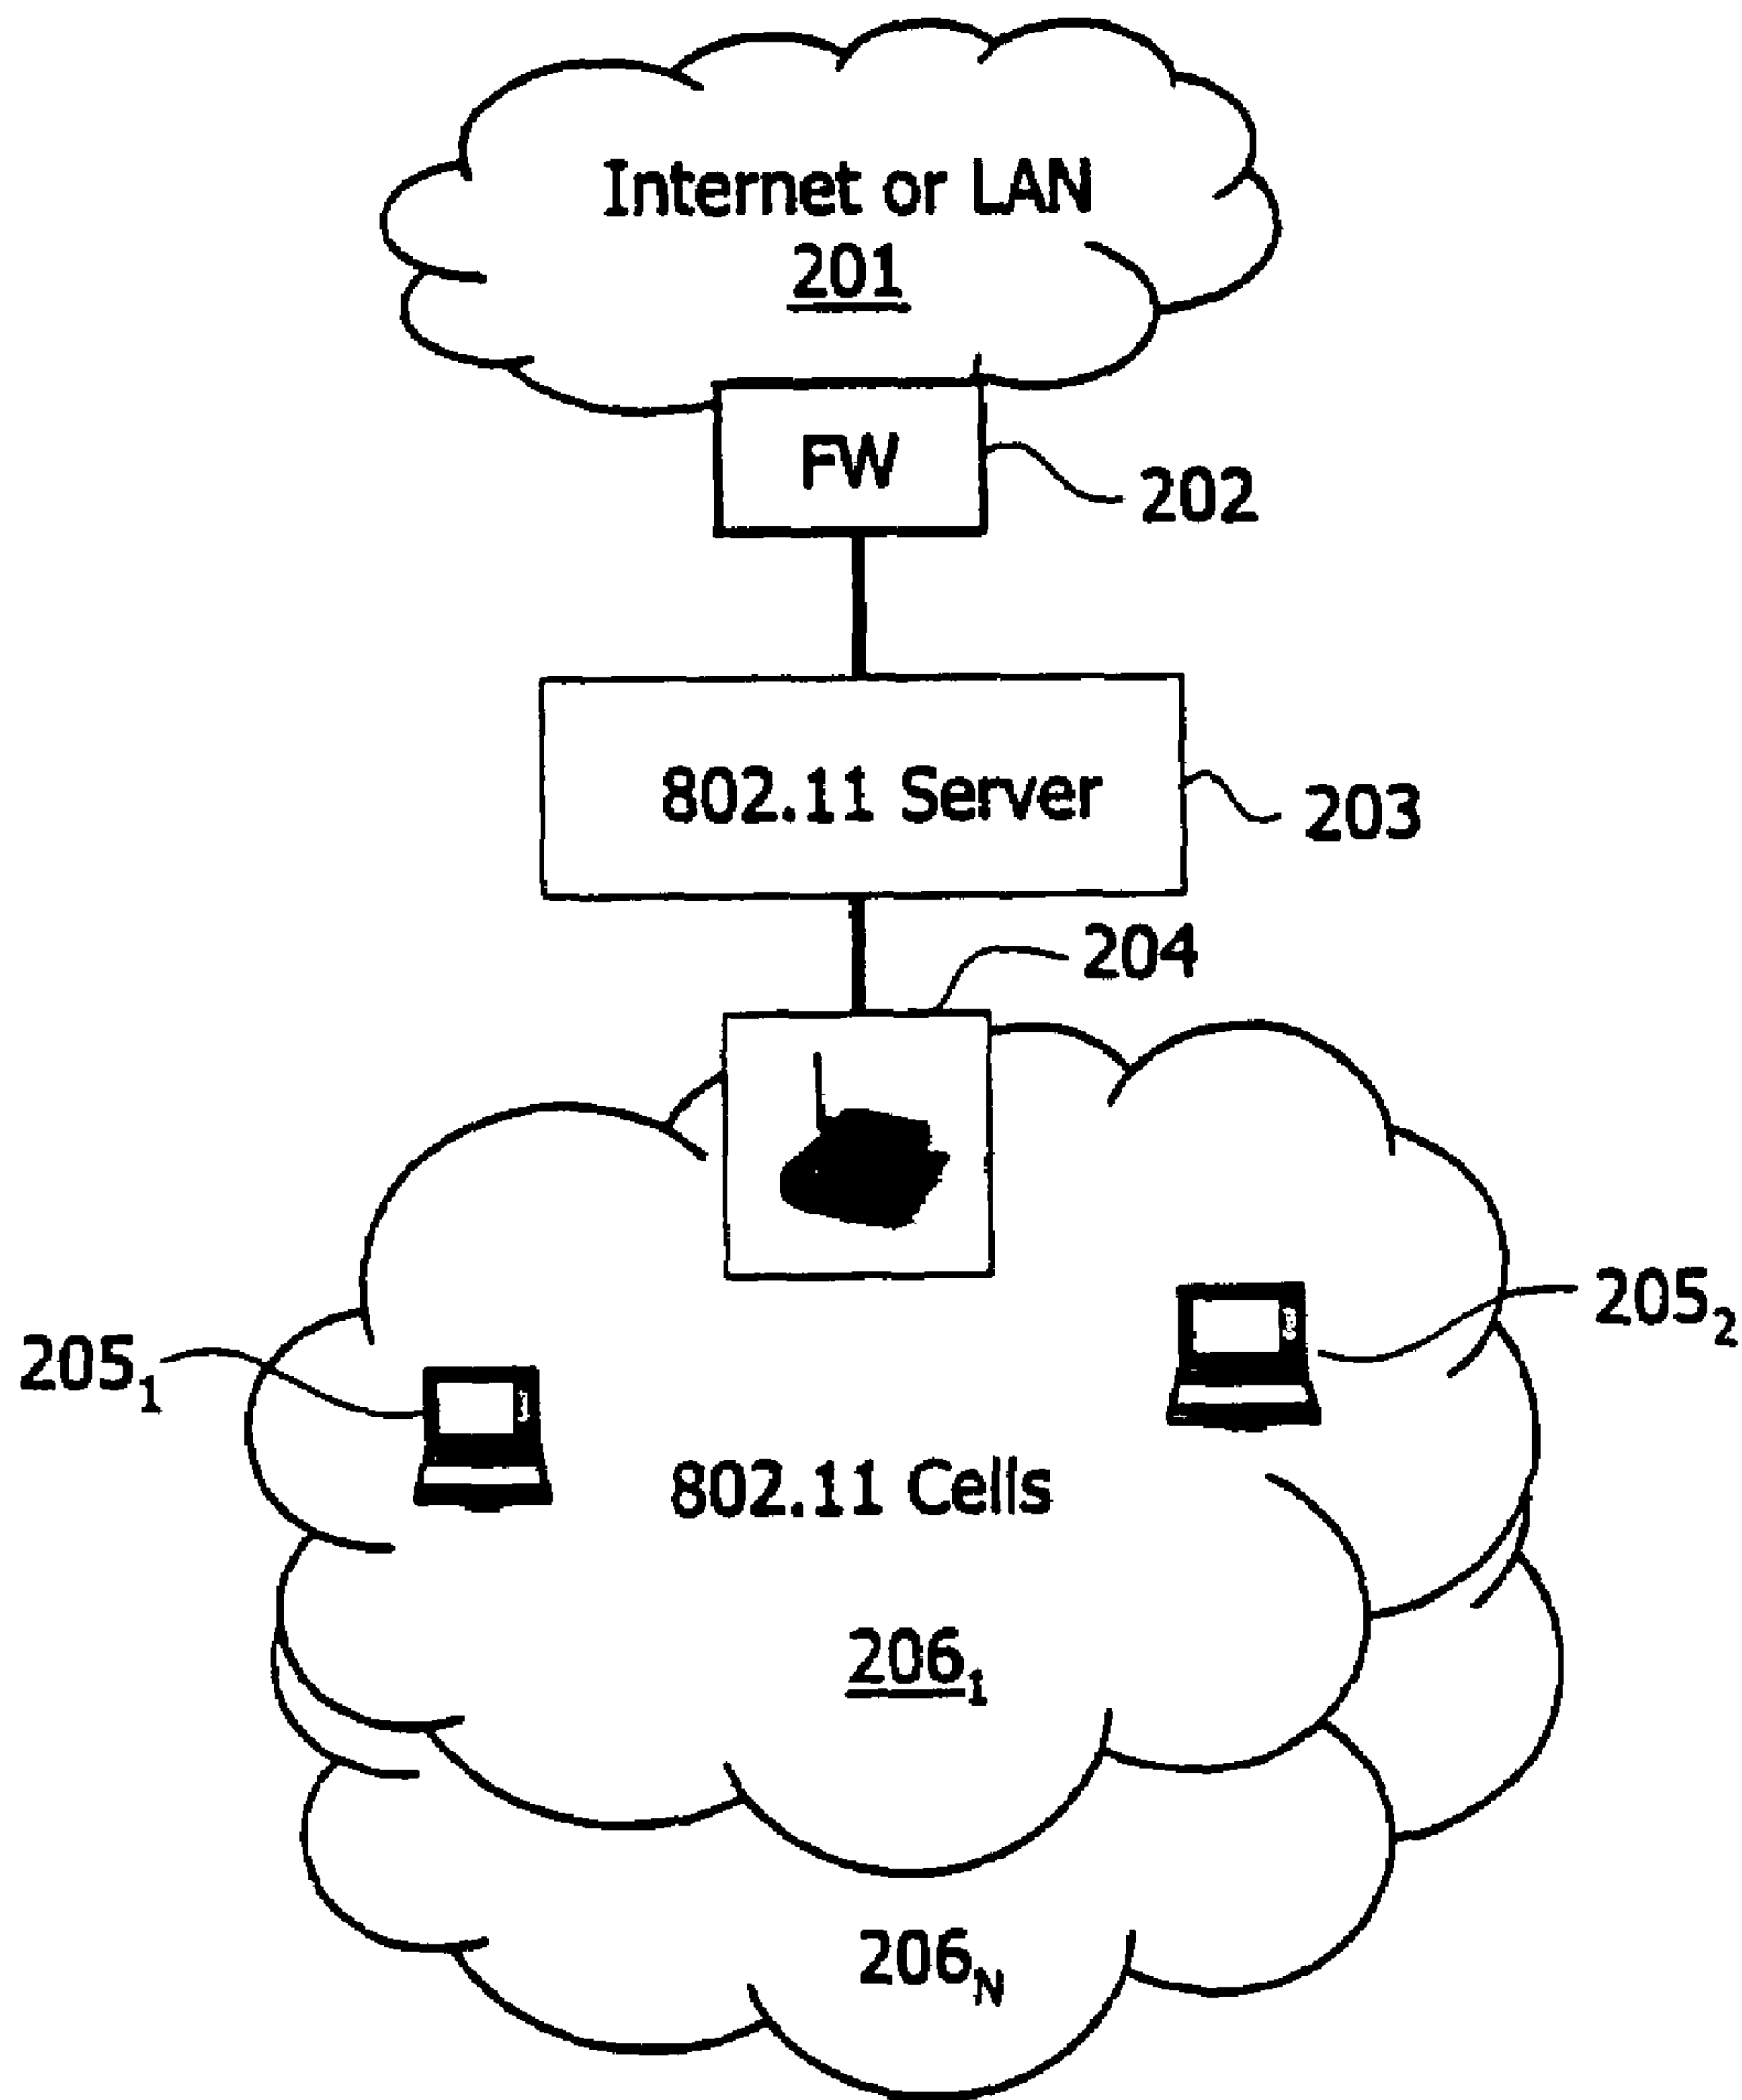 Internet or LAN
201
FW
202
802.11 Server
203
204
205₂
205₁
802.11 Cells
206₁
206ₙ